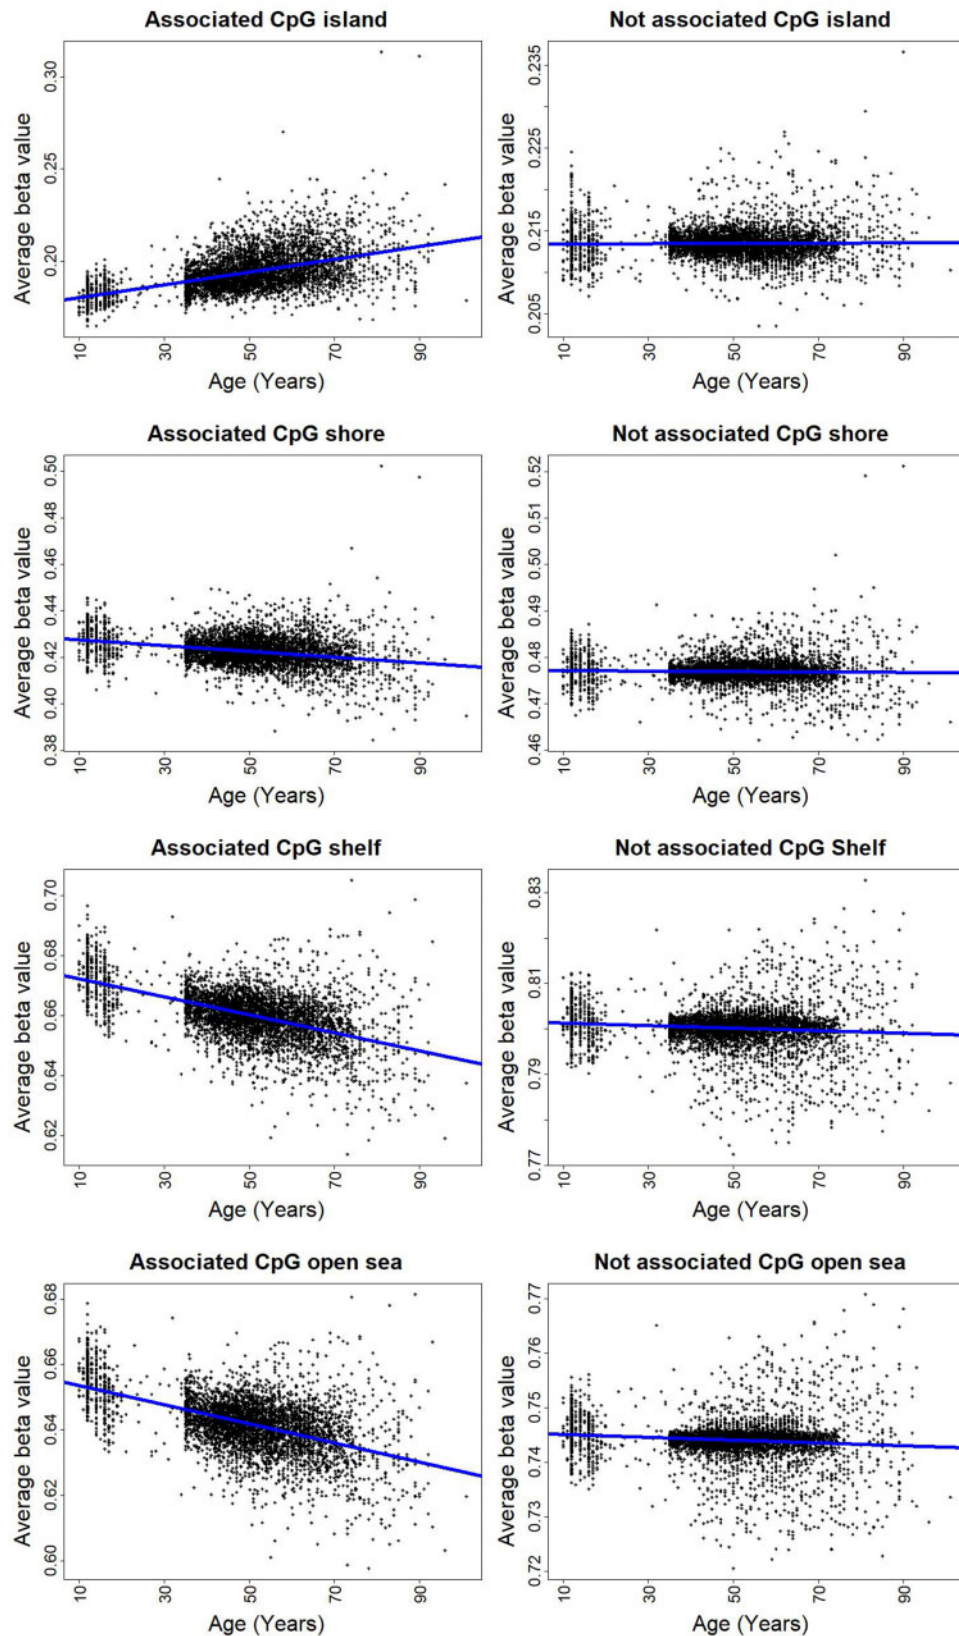 Associated CpG island
Not associated CpG island
Average beta value
0.20 0.25 0.30
10 30 50 70 90
Age (Years)
Average beta value
0.205 0.215 0.225 0.235
10 30 50 70 90
Age (Years)
Associated CpG shore
Not associated CpG shore
Average beta value
0.38 0.40 0.42 0.44 0.46 0.48 0.50
10 30 50 70 90
Age (Years)
Average beta value
0.46 0.47 0.48 0.49 0.50 0.51 0.52
10 30 50 70 90
Age (Years)
Associated CpG shelf
Not associated CpG Shelf
Average beta value
0.62 0.64 0.66 0.68 0.70
10 30 50 70 90
Age (Years)
Average beta value
0.77 0.79 0.81 0.83
10 30 50 70 90
Age (Years)
Associated CpG open sea
Not associated CpG open sea
Average beta value
0.60 0.62 0.64 0.66 0.68
10 30 50 70 90
Age (Years)
Average beta value
0.72 0.73 0.74 0.75 0.76 0.77
10 30 50 70 90
Age (Years)